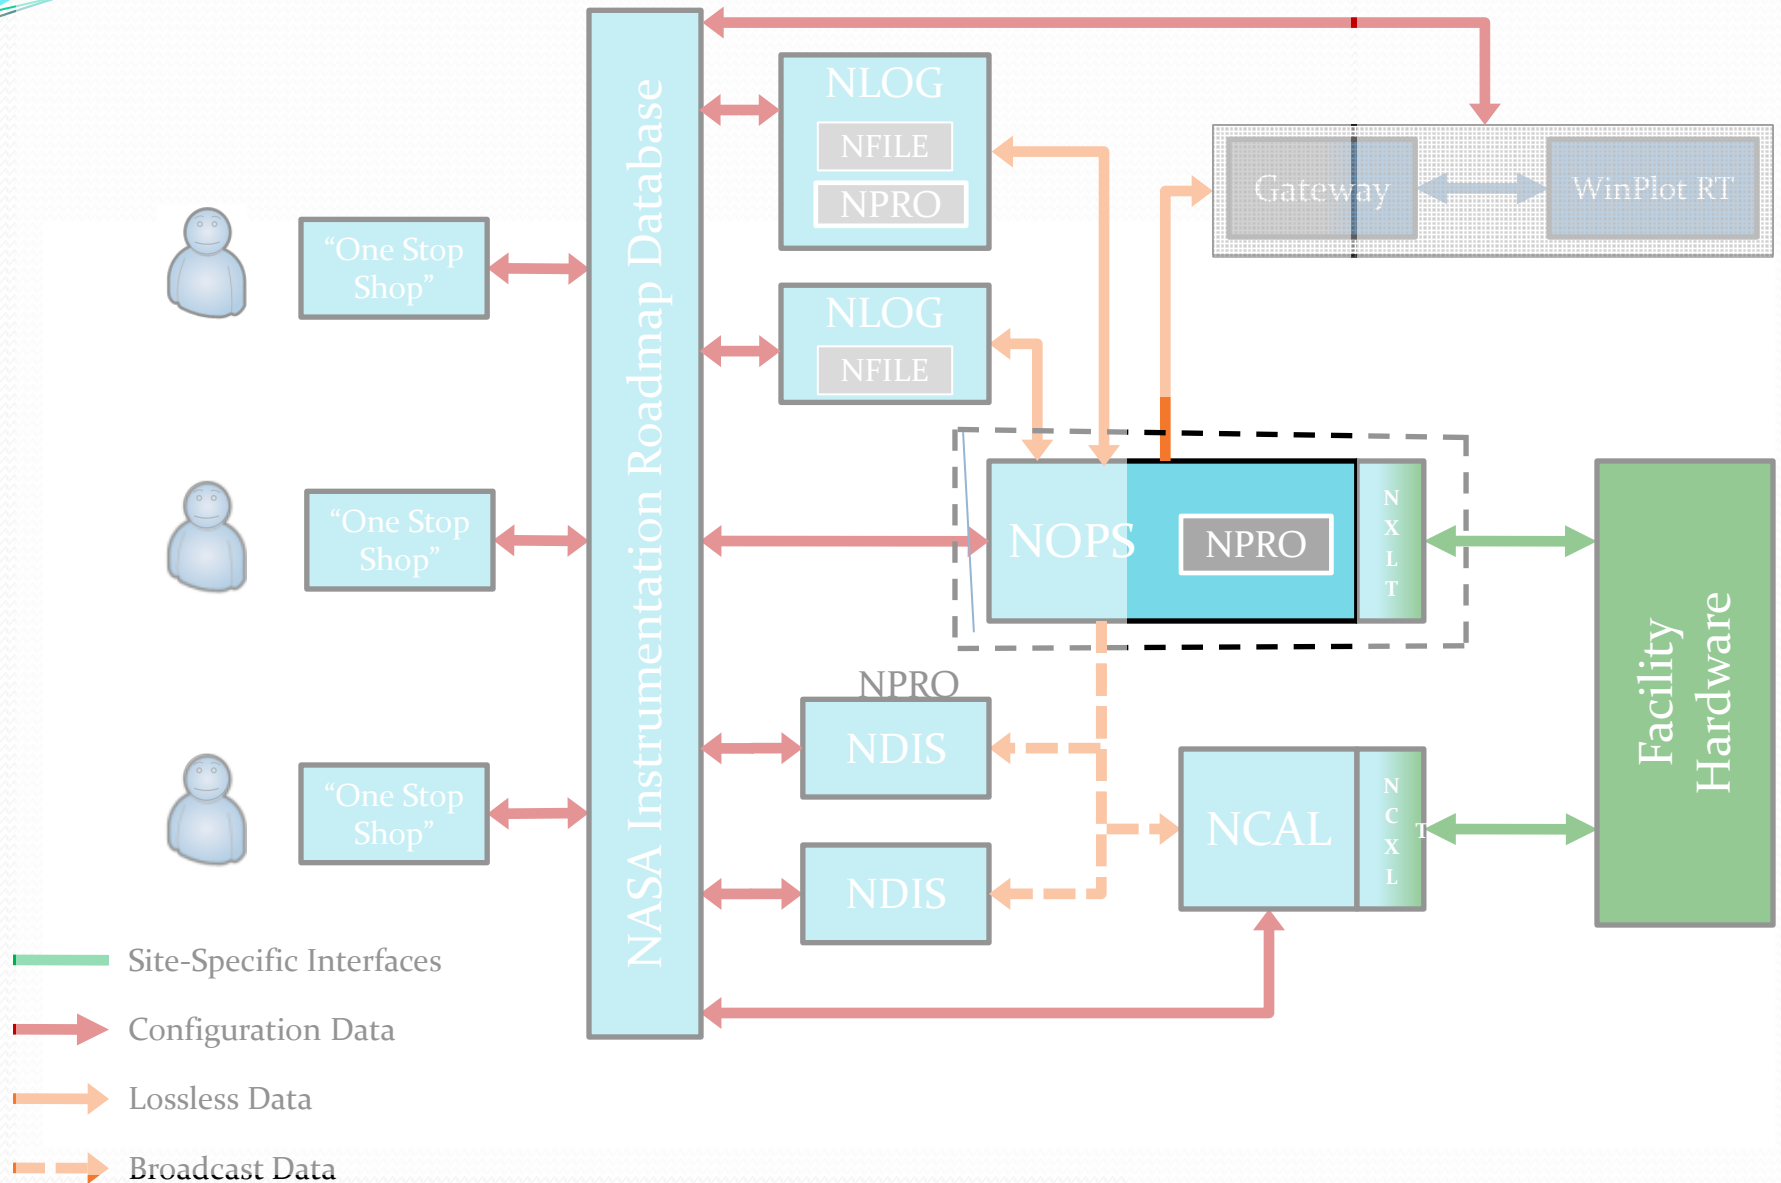 NASA Instrumentation Roadmap Database
NLOG
NFILE
NPRO
Gateway
WinPlot RT
“One Stop
Shop”
NLOG
NFILE
“One Stop
Shop”
NOPS
NPRO
N
X
L
T
Facility
Hardware
NPRO
NDIS
“One Stop
Shop”
NCAL
N
C
X
L
T
NDIS
Site-Specific Interfaces
Configuration Data
Lossless Data
Broadcast Data